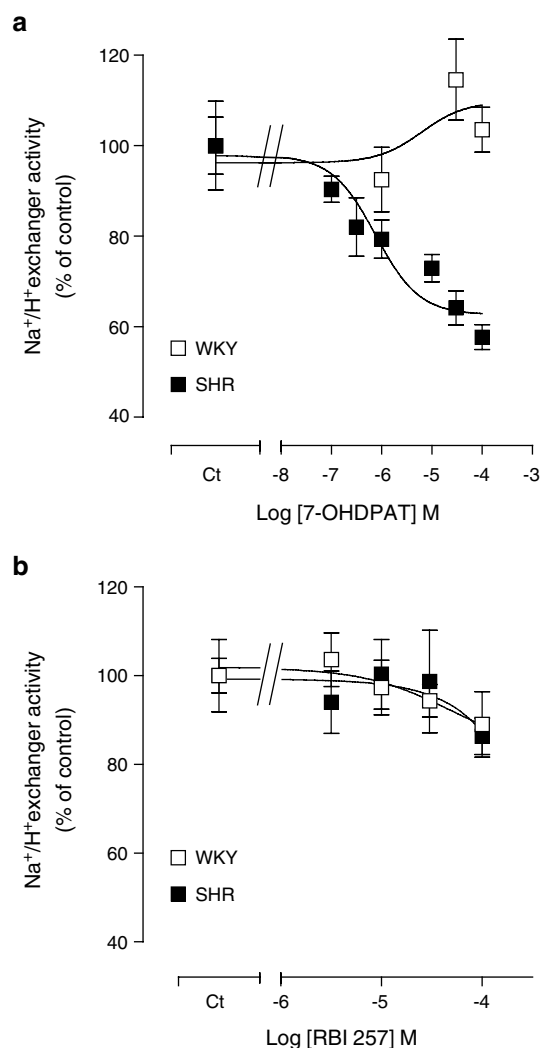 a
120
100
80
60
40
Na⁺/H⁺exchanger activity
(% of control)
WKY
SHR
Ct
-8
-7
-6
-5
-4
-3
Log [7-OHDPAT] M
b
120
100
80
60
40
Na⁺/H⁺exchanger activity
(% of control)
WKY
SHR
Ct
-6
-5
-4
Log [RBI 257] M